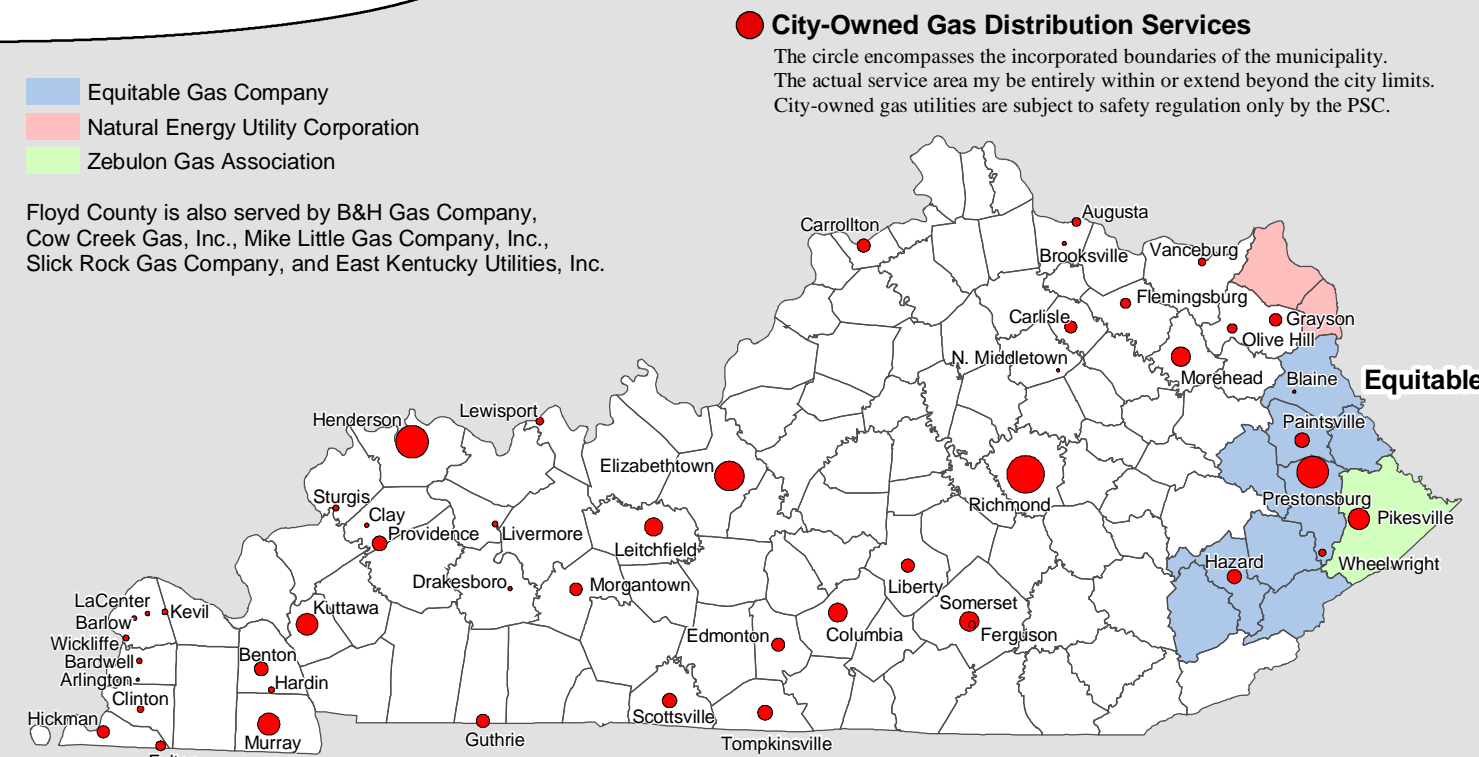 City-Owned Gas Distribution Services
The circle encompasses the incorporated boundaries of the municipality.
The actual service area my be entirely within or extend beyond the city limits.
City-owned gas utilities are subject to safety regulation only by the PSC.
Equitable Gas Company
Natural Energy Utility Corporation
Zebulon Gas Association
Floyd County is also served by B&H Gas Company,
Cow Creek Gas, Inc., Mike Little Gas Company, Inc.,
Slick Rock Gas Company, and East Kentucky Utilities, Inc.
Augusta
Carrollton
Brooksville
Vanceburg
Flemingsburg
Carlisle
Grayson
Olive Hill
N. Middletown
Morehead
Blaine
Equitable
Lewisport
Henderson
Paintsville
Elizabethtown
Sturgis
Prestonsburg
Richmond
Clay
Pikesville
Providence
Livermore
Leitchfield
Hazard
Wheelwright
Drakesboro
Morgantown
Liberty
LaCenter
Kevil
Kuttawa
Somerset
Barlow
Edmonton
Columbia
Ferguson
Wickliffe
Benton
Bardwell
Arlington
Hardin
Clinton
Hickman
Scottsville
Murray
Guthrie
Tompkinsville